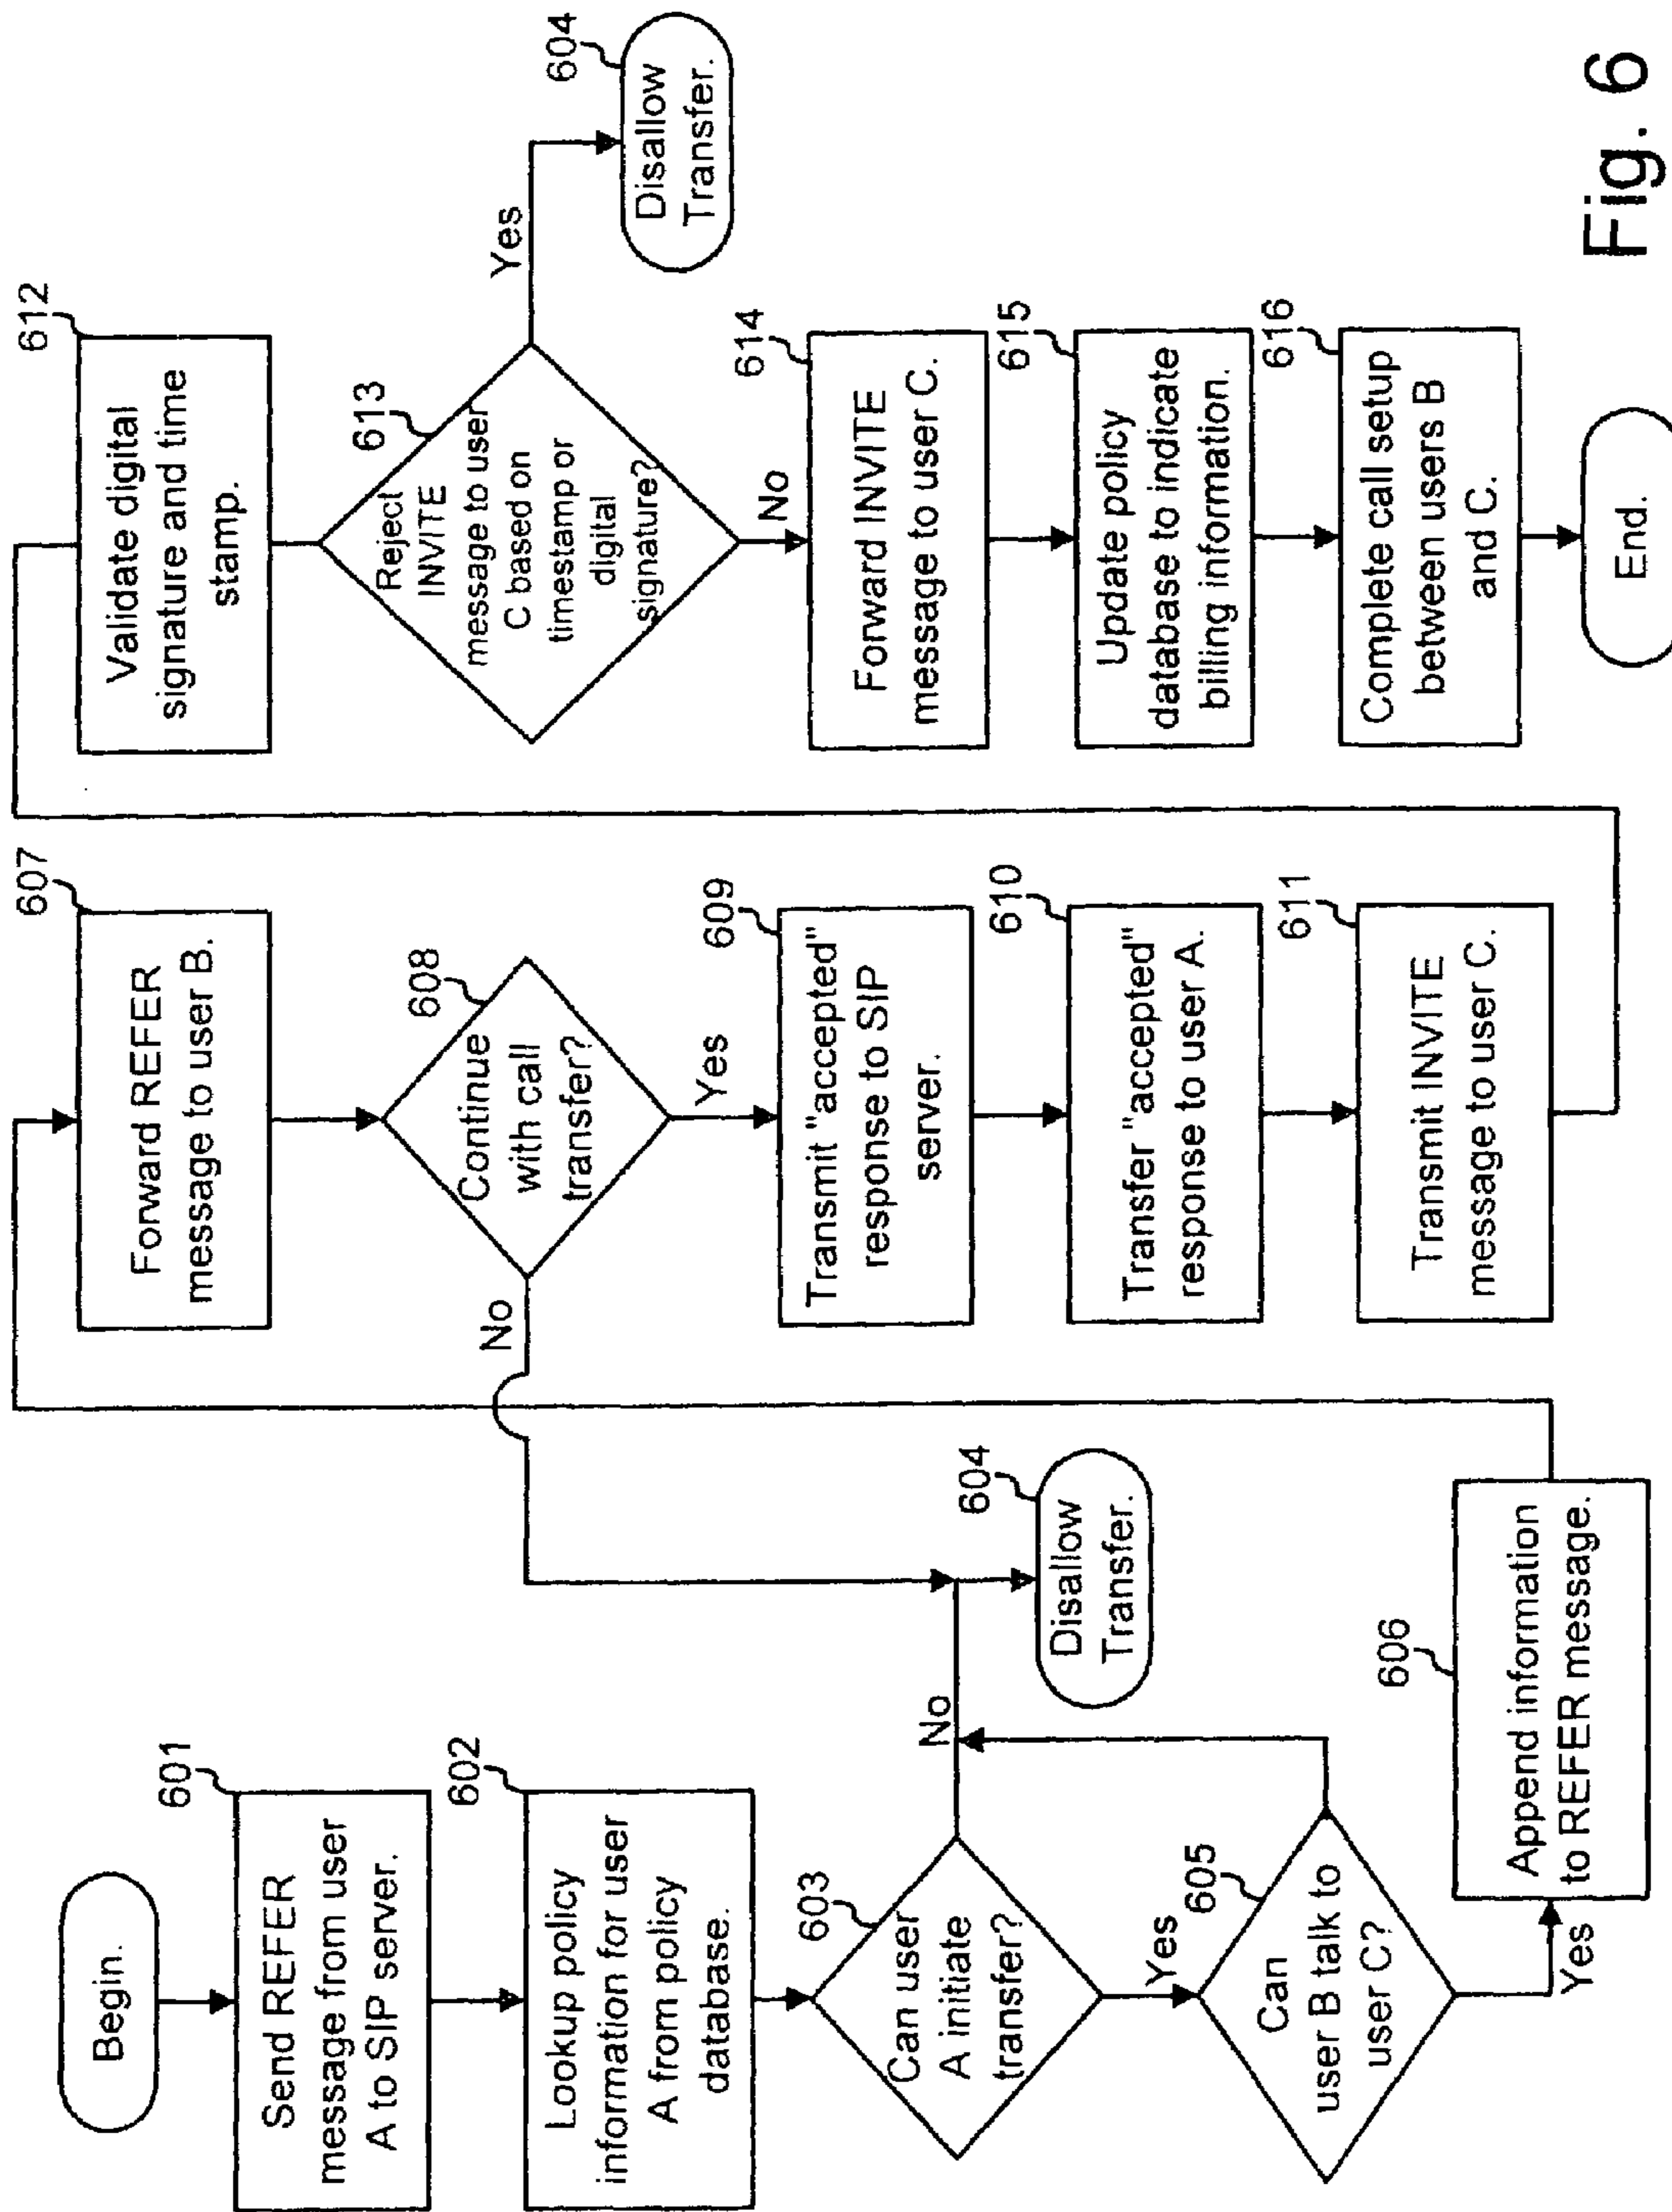 Begin.
601
Send REFER
message from user
A to SIP server.
602
Lookup policy
information for user
A from policy
database.
603
Can user
A initiate
transfer?
No
Yes
604
Disallow
Transfer.
605
Can
user B talk to
user C?
Yes
606
Append information
to REFER message.
607
Forward REFER
message to user B.
608
Continue
with call
transfer?
No
Yes
609
Transmit "accepted"
response to SIP
server.
610
Transfer "accepted"
response to user A.
611
Transmit INVITE
message to user C.
612
Validate digital
signature and time
stamp.
613
Reject
INVITE
message to user
C based on
timestamp or
digital
signature?
Yes
604
Disallow
Transfer.
No
614
Forward INVITE
message to user C.
615
Update policy
database to indicate
billing information.
616
Complete call setup
between users B
and C.
End.
Fig. 6